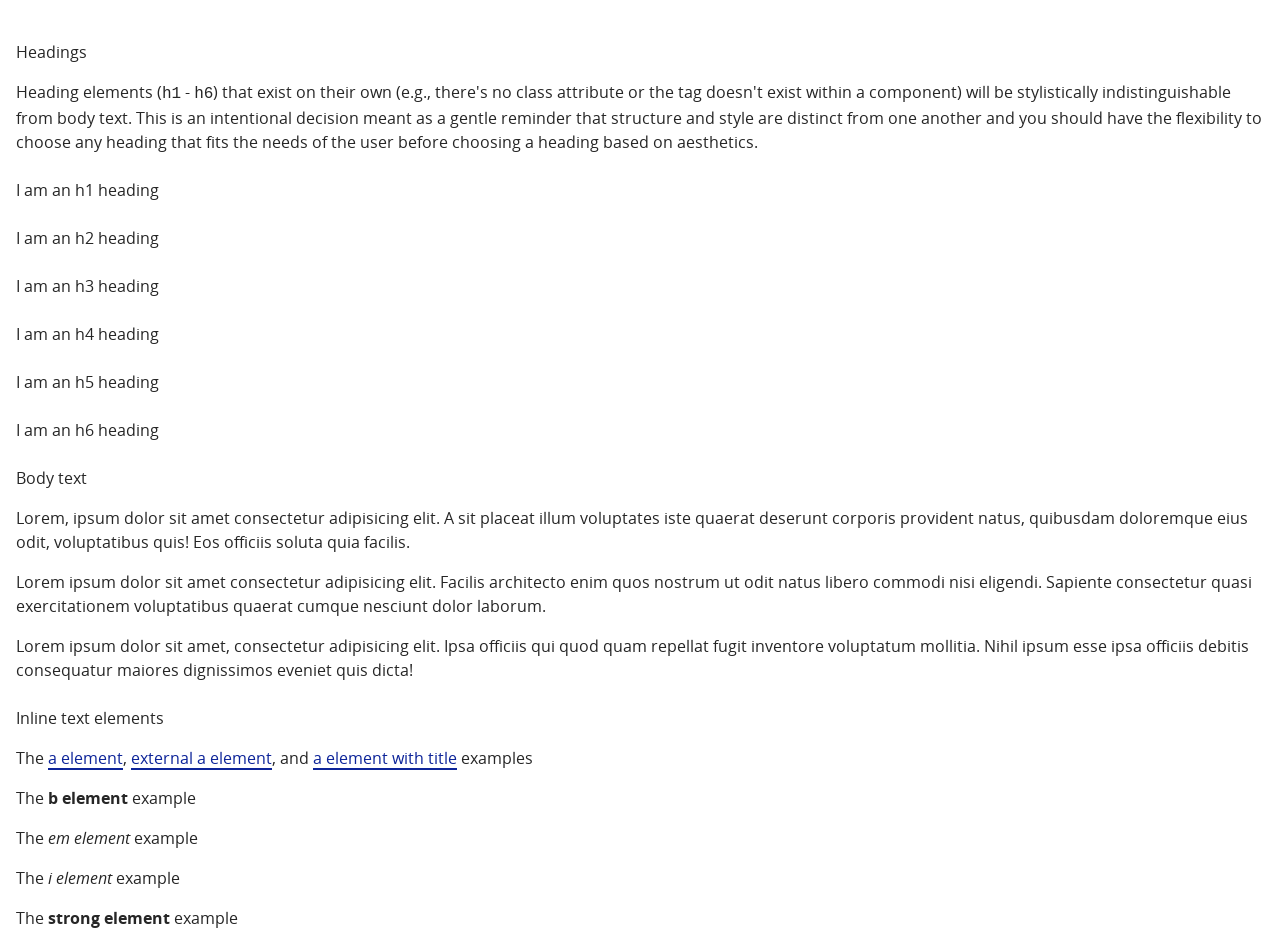 Headings
Heading elements (h1 - h6) that exist on their own (e.g., there's no class attribute or the tag doesn't exist within a component) will be stylistically indistinguishable
from body text. This is an intentional decision meant as a gentle reminder that structure and style are distinct from one another and you should have the flexibility to
choose any heading that fits the needs of the user before choosing a heading based on aesthetics.
I am an h1 heading
I am an h2 heading
I am an h3 heading
I am an h4 heading
I am an h5 heading
I am an h6 heading
Body text
Lorem, ipsum dolor sit amet consectetur adipisicing elit. A sit placeat illum voluptates iste quaerat deserunt corporis provident natus, quibusdam doloremque eius
odit, voluptatibus quis! Eos officiis soluta quia facilis.
Lorem ipsum dolor sit amet consectetur adipisicing elit. Facilis architecto enim quos nostrum ut odit natus libero commodi nisi eligendi. Sapiente consectetur quasi
exercitationem voluptatibus quaerat cumque nesciunt dolor laborum.
Lorem ipsum dolor sit amet, consectetur adipisicing elit. Ipsa officiis qui quod quam repellat fugit inventore voluptatum mollitia. Nihil ipsum esse ipsa officiis debitis
consequatur maiores dignissimos eveniet quis dicta!
Inline text elements
The a element, external a element, and a element with title examples
The b element example
The em element example
The i element example
The strong element example